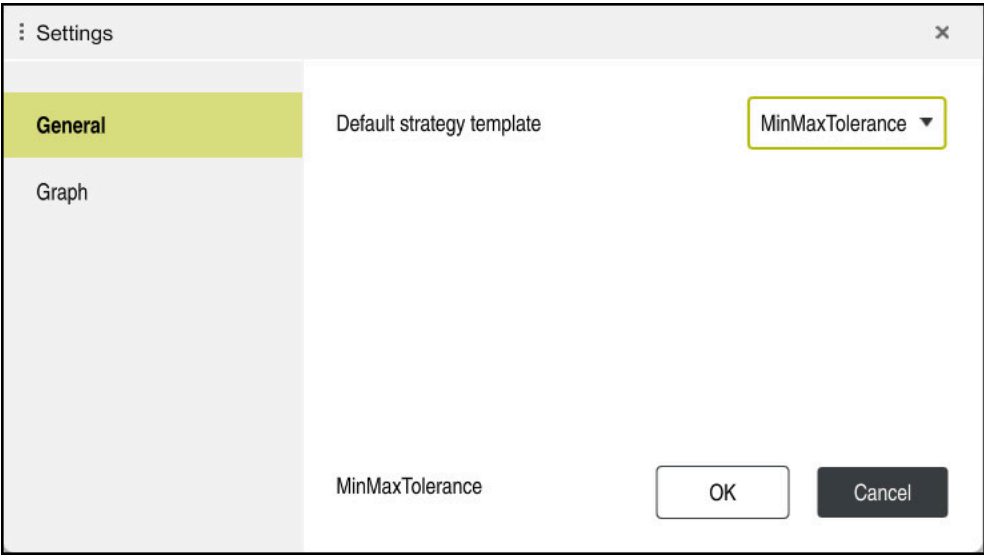 Settings
General
Default strategy template
MinMaxTolerance
Graph
MinMaxTolerance
OK
Cancel